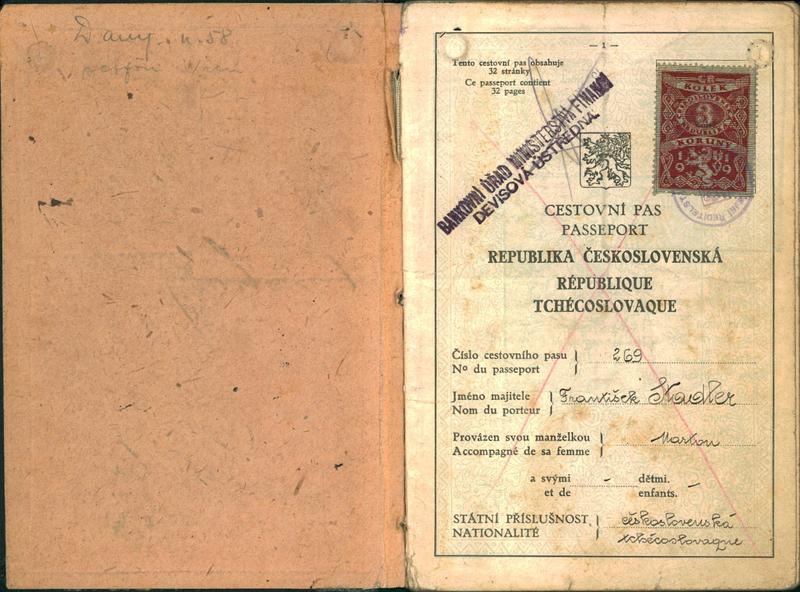 Dany. n. 58.
— 1 —
Tento cestovní pas obsahuje
32 stránky
Ce passeport contient
32 pages
BANKOVNÍ ÚŘAD MINISTERSTVA FINANCÍ
DEVISOVÁ ÚSTŘEDNA.
ČR.
KOLEK
3
KORUNY
1919
CESTOVNÍ PAS
PASSEPORT
REPUBLIKA ČESKOSLOVENSKÁ
RÉPUBLIQUE
TCHÉCOSLOVAQUE
Číslo cestovního pasu } 269
No du passeport
Jméno majitele } František Stadler
Nom du porteur
Provázen svou manželkou }
Accompagné de sa femme
a svými - dětmi.
et de enfants. -
STÁTNÍ PŘÍSLUŠNOST } československá
NATIONALITÉ tchécoslovaque